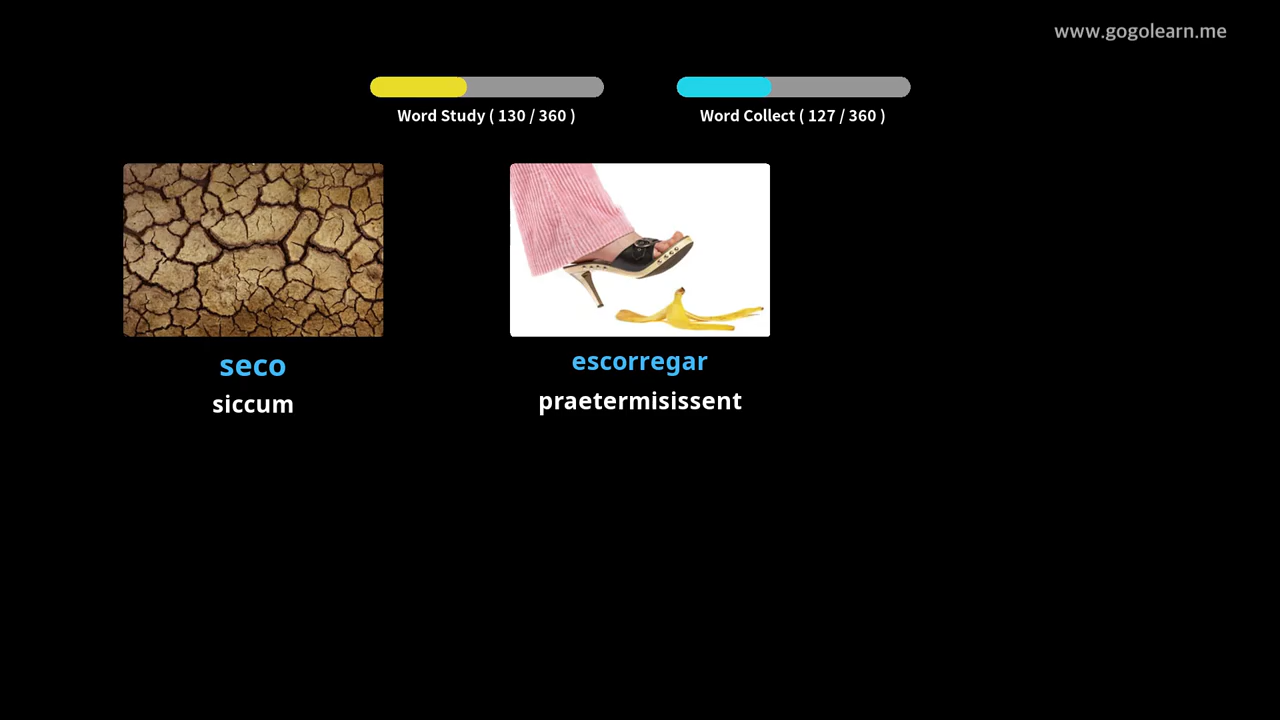 www.gogolearn.me
Word Study ( 130 / 360 )
Word Collect ( 127 / 360 )
seco
siccum
escorregar
praetermisissent